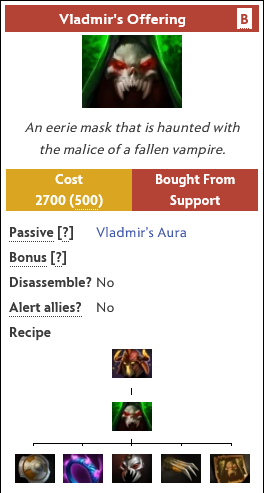 Vladmir's Offering B
An eerie mask that is haunted with
the malice of a fallen vampire.
Cost
2700 (500)
Bought From
Support
Passive [?] Vladmir's Aura
Bonus [?]
Disassemble? No
Alert allies? No
Recipe